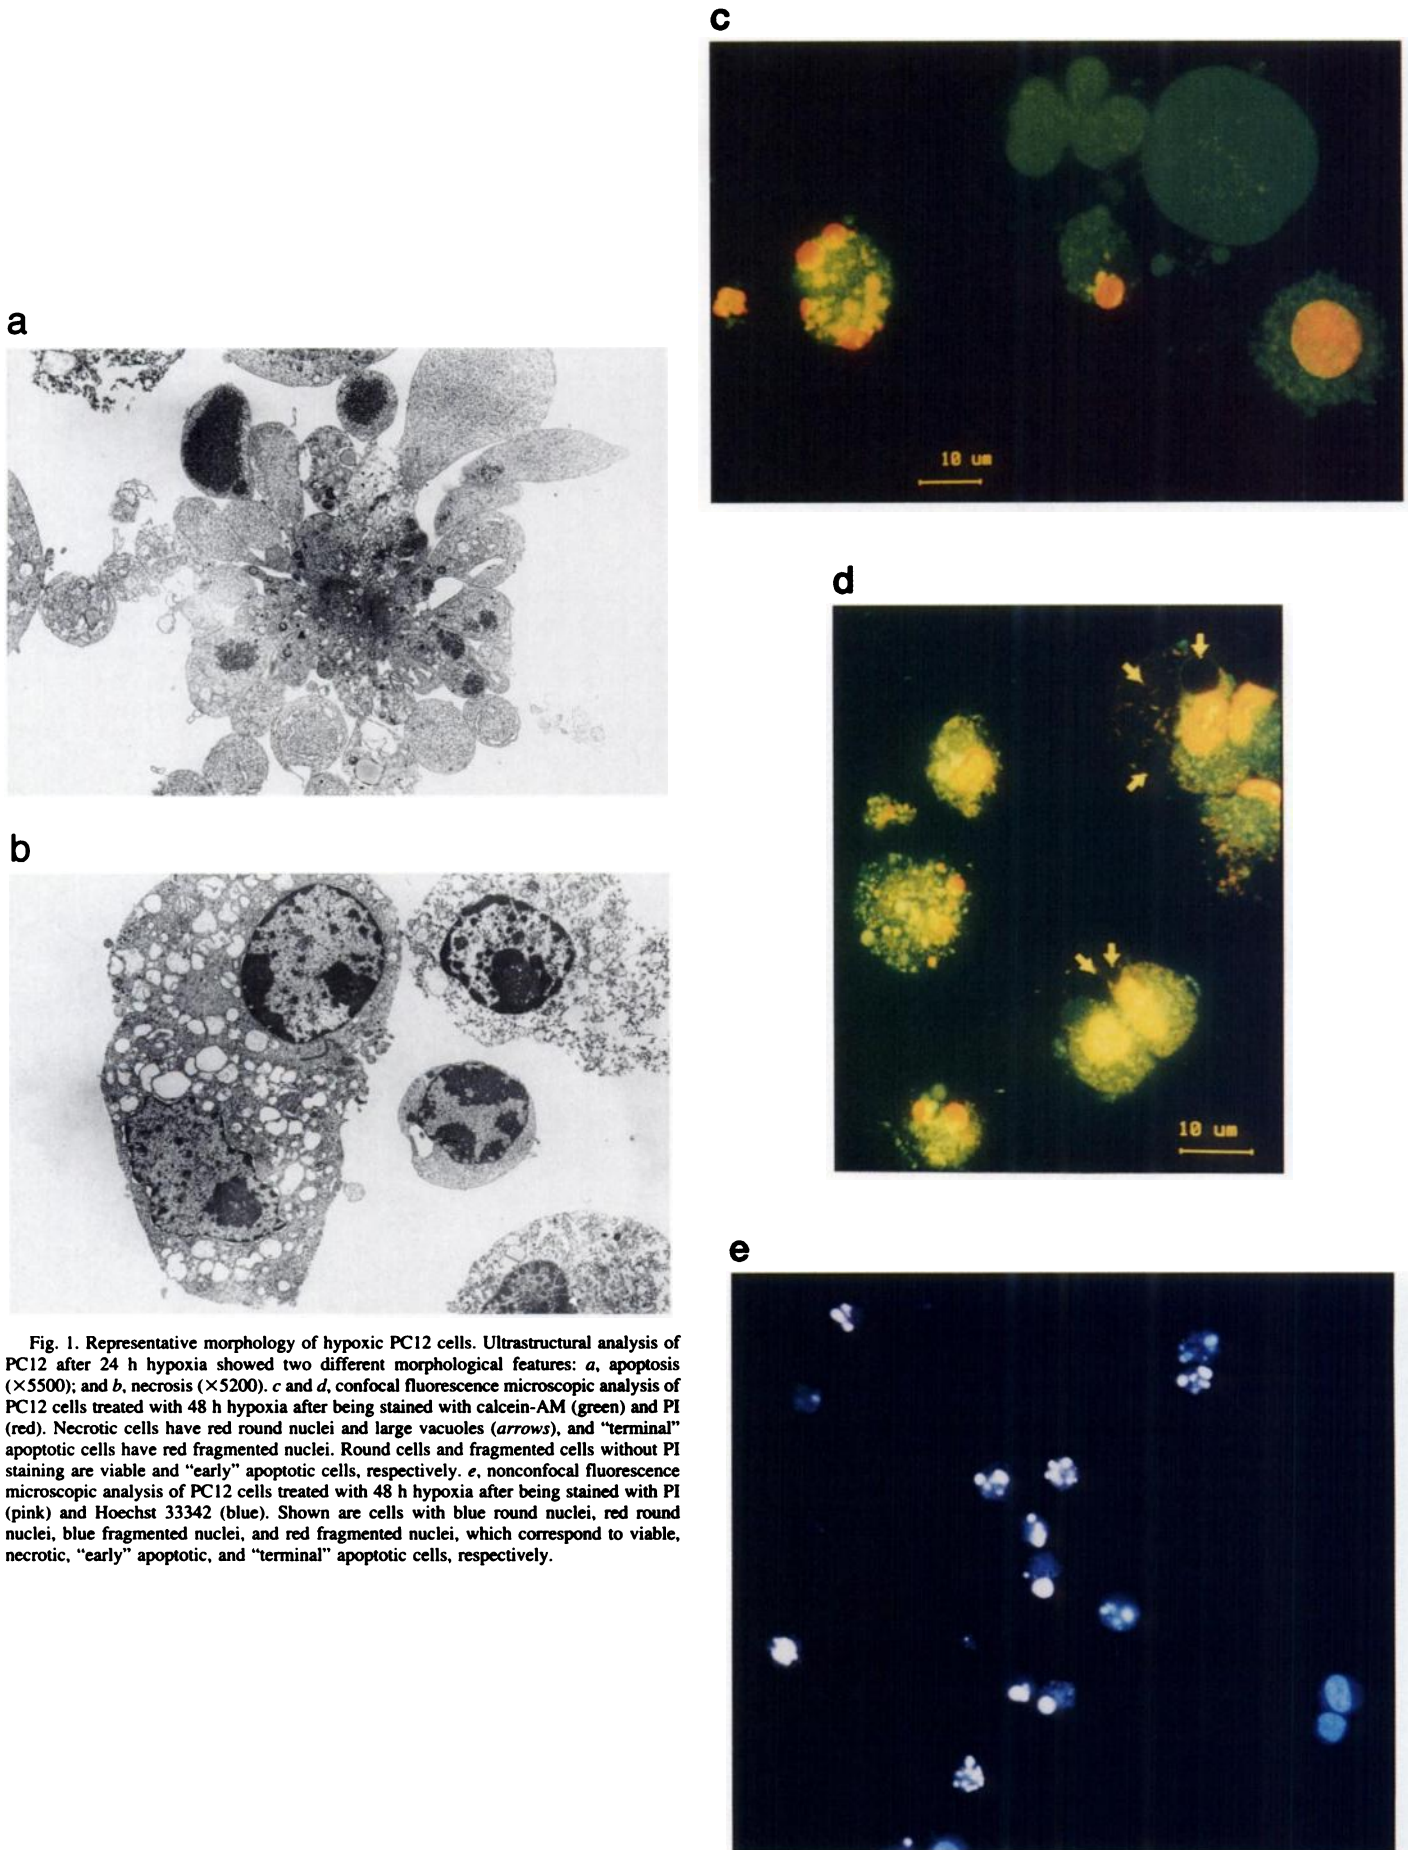 c
10 um
a
d
b
10 um
e
Fig. 1. Representative morphology of hypoxic PC12 cells. Ultrastructural analysis of
PC12 after 24 h hypoxia showed two different morphological features: a, apoptosis
(×5500); and b, necrosis (×5200). c and d, confocal fluorescence microscopic analysis of
PC12 cells treated with 48 h hypoxia after being stained with calcein-AM (green) and PI
(red). Necrotic cells have red round nuclei and large vacuoles (arrows), and “terminal”
apoptotic cells have red fragmented nuclei. Round cells and fragmented cells without PI
staining are viable and “early” apoptotic cells, respectively. e, nonconfocal fluorescence
microscopic analysis of PC12 cells treated with 48 h hypoxia after being stained with PI
(pink) and Hoechst 33342 (blue). Shown are cells with blue round nuclei, red round
nuclei, blue fragmented nuclei, and red fragmented nuclei, which correspond to viable,
necrotic, “early” apoptotic, and “terminal” apoptotic cells, respectively.